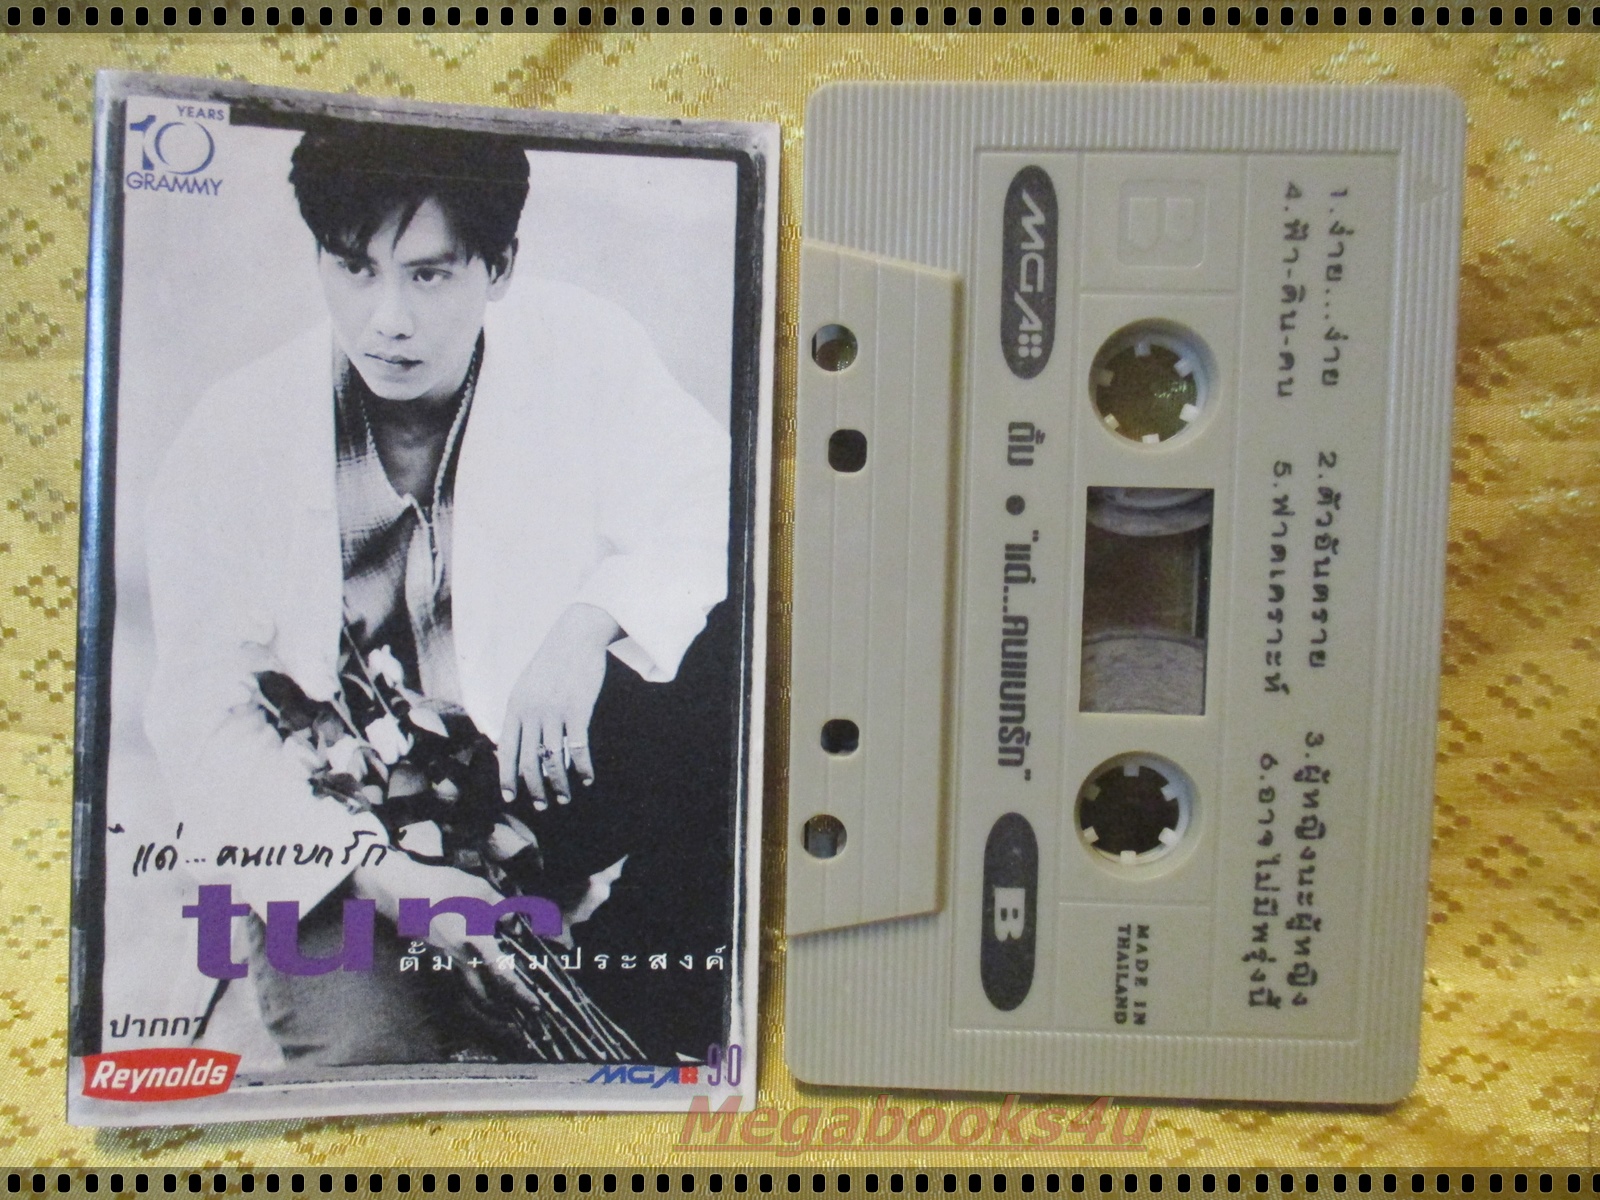 YEARS
10
GRAMMY
"แด่...คนแบกรัก"
tum
ตุ้ม + สมประสงค์
ปากกา
Reynolds
MGA 90
MGA
ตุ้ม ● "แด่...คนแบกรัก"
B
B
1.ง่าย...ง่าย 2.ตัวอันตราย 3.ผู้หญิงนะผู้หญิง
4.ฟ้า-ดิน-คน 5.ฟาดเคราะห์ 6.อาจไม่มีพรุ่งนี้
MADE IN
THAILAND
Megabooks4u